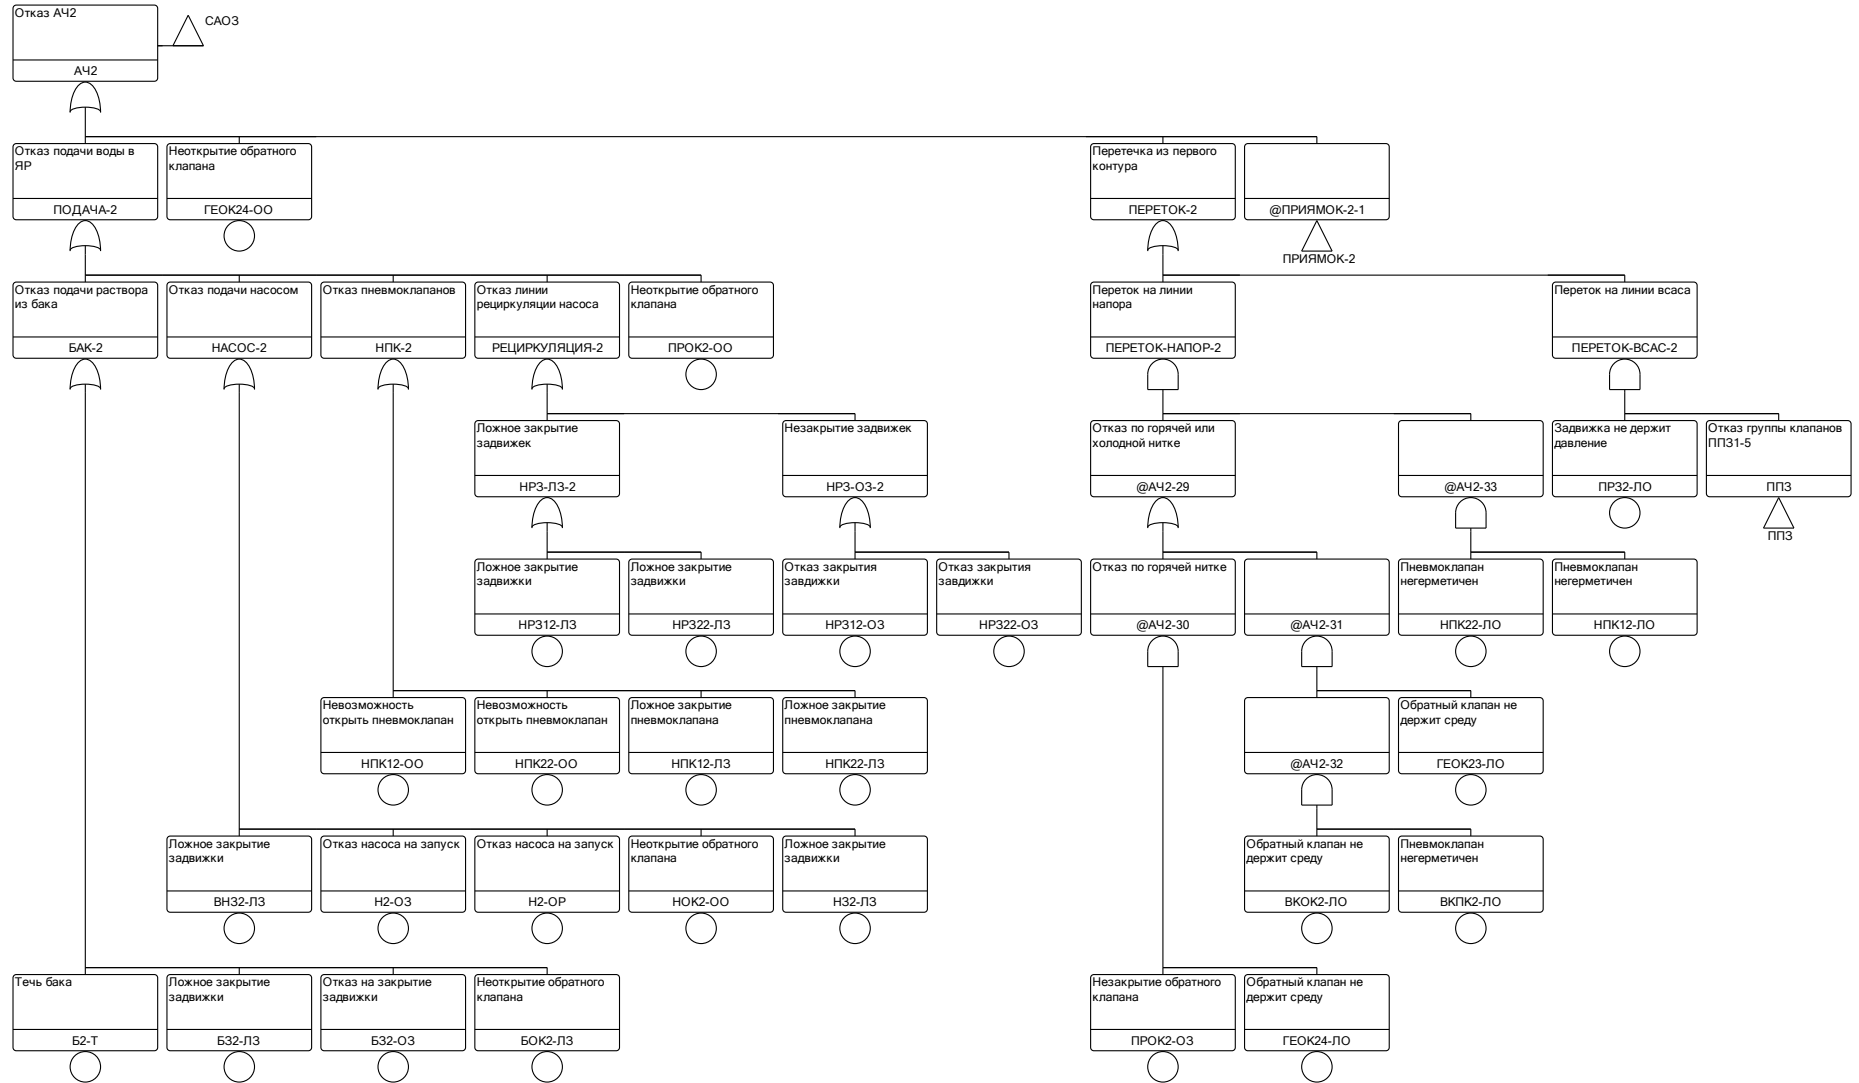 Отказ АЧ2
АЧ2
САОЗ
Отказ подачи воды в
ЯР
ПОДАЧА-2
Неоткрытие обратного
клапана
ГЕОК24-ОО
Перетечка из первого
контура
ПЕРЕТОК-2
@ПРИЯМОК-2-1
ПРИЯМОК-2
Отказ подачи раствора
из бака
БАК-2
Отказ подачи насосом
НАСОС-2
Отказ пневмоклапанов
НПК-2
Отказ линии
рециркуляции насоса
РЕЦИРКУЛЯЦИЯ-2
Неоткрытие обратного
клапана
ПРОК2-ОО
Переток на линии
напора
ПЕРЕТОК-НАПОР-2
Переток на линии всаса
ПЕРЕТОК-ВСАС-2
Ложное закрытие
задвижек
НРЗ-ЛЗ-2
Незакрытие задвижек
НРЗ-ОЗ-2
Отказ по горячей или
холодной нитке
@АЧ2-29
@АЧ2-33
Задвижка не держит
давление
ПРЗ2-ЛО
Отказ группы клапанов
ППЗ1-5
ППЗ
ППЗ
Ложное закрытие
задвижки
НРЗ12-ЛЗ
Ложное закрытие
задвижки
НРЗ22-ЛЗ
Отказ закрытия
завдижки
НРЗ12-ОЗ
Отказ закрытия
завдижки
НРЗ22-ОЗ
Отказ по горячей нитке
@АЧ2-30
@АЧ2-31
Пневмоклапан
негерметичен
НПК22-ЛО
Пневмоклапан
негерметичен
НПК12-ЛО
Невозможность
открыть пневмоклапан
НПК12-ОО
Невозможность
открыть пневмоклапан
НПК22-ОО
Ложное закрытие
пневмоклапана
НПК12-ЛЗ
Ложное закрытие
пневмоклапана
НПК22-ЛЗ
@АЧ2-32
Обратный клапан не
держит среду
ГЕОК23-ЛО
Ложное закрытие
задвижки
ВНЗ2-ЛЗ
Отказ насоса на запуск
Н2-ОЗ
Отказ насоса на запуск
Н2-ОР
Неоткрытие обратного
клапана
НОК2-ОО
Ложное закрытие
задвижки
НЗ2-ЛЗ
Обратный клапан не
держит среду
ВКОК2-ЛО
Пневмоклапан
негерметичен
ВКПК2-ЛО
Течь бака
Б2-Т
Ложное закрытие
задвижки
БЗ2-ЛЗ
Отказ на закрытие
задвижки
БЗ2-ОЗ
Неоткрытие обратного
клапана
БОК2-ЛЗ
Незакрытие обратного
клапана
ПРОК2-ОЗ
Обратный клапан не
держит среду
ГЕОК24-ЛО